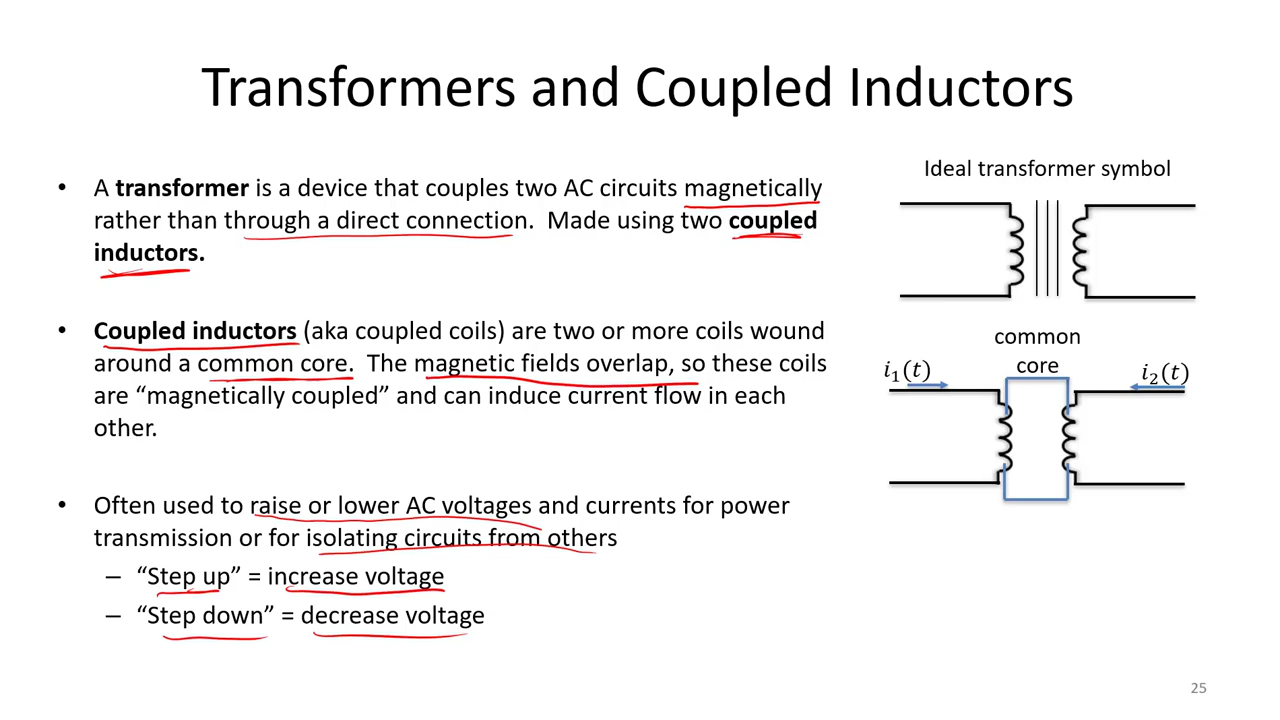 Transformers and Coupled Inductors
• A transformer is a device that couples two AC circuits magnetically
rather than through a direct connection. Made using two coupled
inductors.
• Coupled inductors (aka coupled coils) are two or more coils wound
around a common core. The magnetic fields overlap, so these coils
are “magnetically coupled” and can induce current flow in each
other.
• Often used to raise or lower AC voltages and currents for power
transmission or for isolating circuits from others
– “Step up” = increase voltage
– “Step down” = decrease voltage
Ideal transformer symbol
common
core
i₁(t)
i₂(t)
25